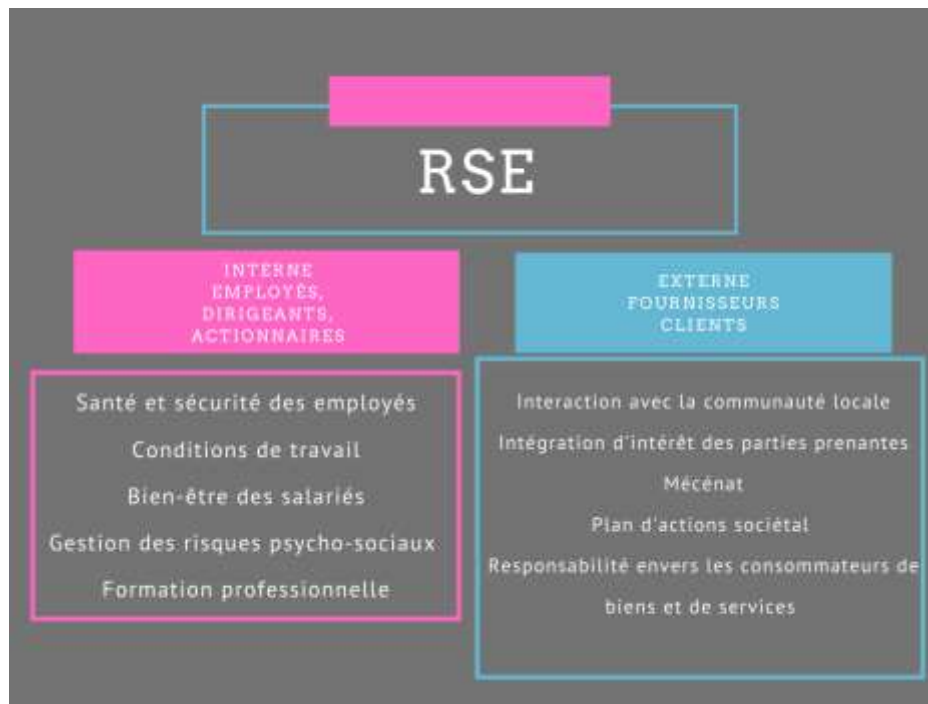 RSE
INTERNE
EMPLOYÉS,
DIRIGEANTS,
ACTIONNAIRES
Santé et sécurité des employés
Conditions de travail
Bien-être des salariés
Gestion des risques psycho-sociaux
Formation professionnelle
EXTERNE
FOURNISSEURS
CLIENTS
Interaction avec la communauté locale
Intégration d'intérêt des parties prenantes
Mécénat
Plan d'actions sociétal
Responsabilité envers les consommateurs de
biens et de services